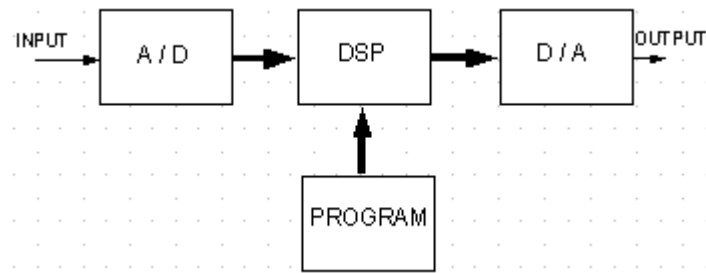 INPUT
A / D
DSP
D / A
OUTPUT
PROGRAM